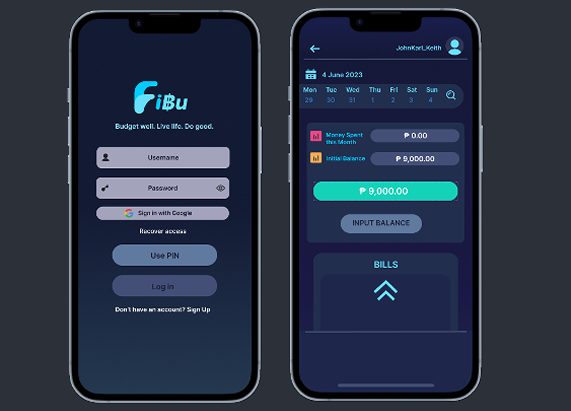 FiBu
Budget well. Live life. Do good.
Username
Password
Sign in with Google
Recover access
Use PIN
Log in
Don't have an account? Sign Up
JohnKarl_Keith
4 June 2023
Mon Tue Wed Thu Fri Sat Sun
29 30 31 1 2 3 4
Money Spent
this Month
₱ 0.00
Initial Balance
₱ 9,000.00
₱ 9,000.00
INPUT BALANCE
BILLS